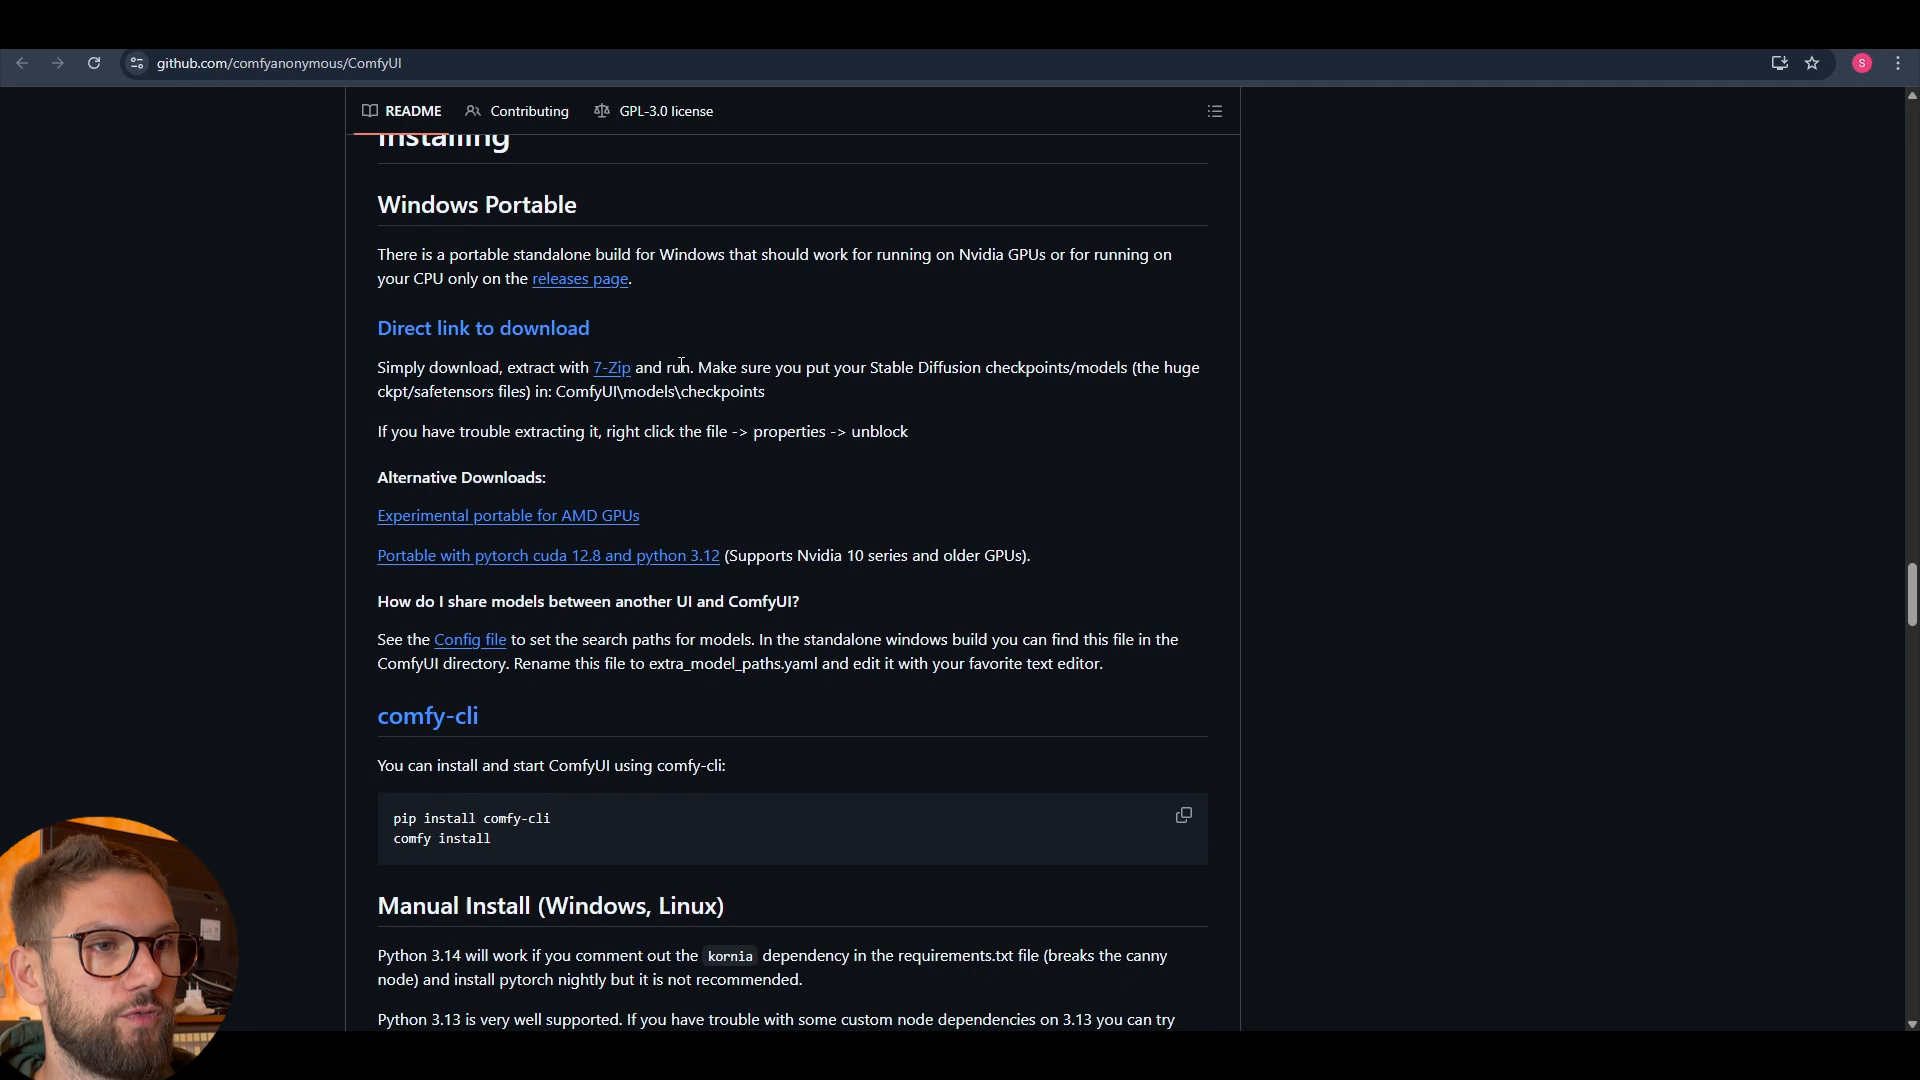 github.com/comfyanonymous/ComfyUI
S
README
Contributing
GPL-3.0 license
Installing
Windows Portable
There is a portable standalone build for Windows that should work for running on Nvidia GPUs or for running on
your CPU only on the releases page.
Direct link to download
Simply download, extract with 7-Zip and run. Make sure you put your Stable Diffusion checkpoints/models (the huge
ckpt/safetensors files) in: ComfyUI\models\checkpoints
If you have trouble extracting it, right click the file -> properties -> unblock
Alternative Downloads:
Experimental portable for AMD GPUs
Portable with pytorch cuda 12.8 and python 3.12 (Supports Nvidia 10 series and older GPUs).
How do I share models between another UI and ComfyUI?
See the Config file to set the search paths for models. In the standalone windows build you can find this file in the
ComfyUI directory. Rename this file to extra_model_paths.yaml and edit it with your favorite text editor.
comfy-cli
You can install and start ComfyUI using comfy-cli:
pip install comfy-cli
comfy install
Manual Install (Windows, Linux)
Python 3.14 will work if you comment out the kornia dependency in the requirements.txt file (breaks the canny
node) and install pytorch nightly but it is not recommended.
Python 3.13 is very well supported. If you have trouble with some custom node dependencies on 3.13 you can try